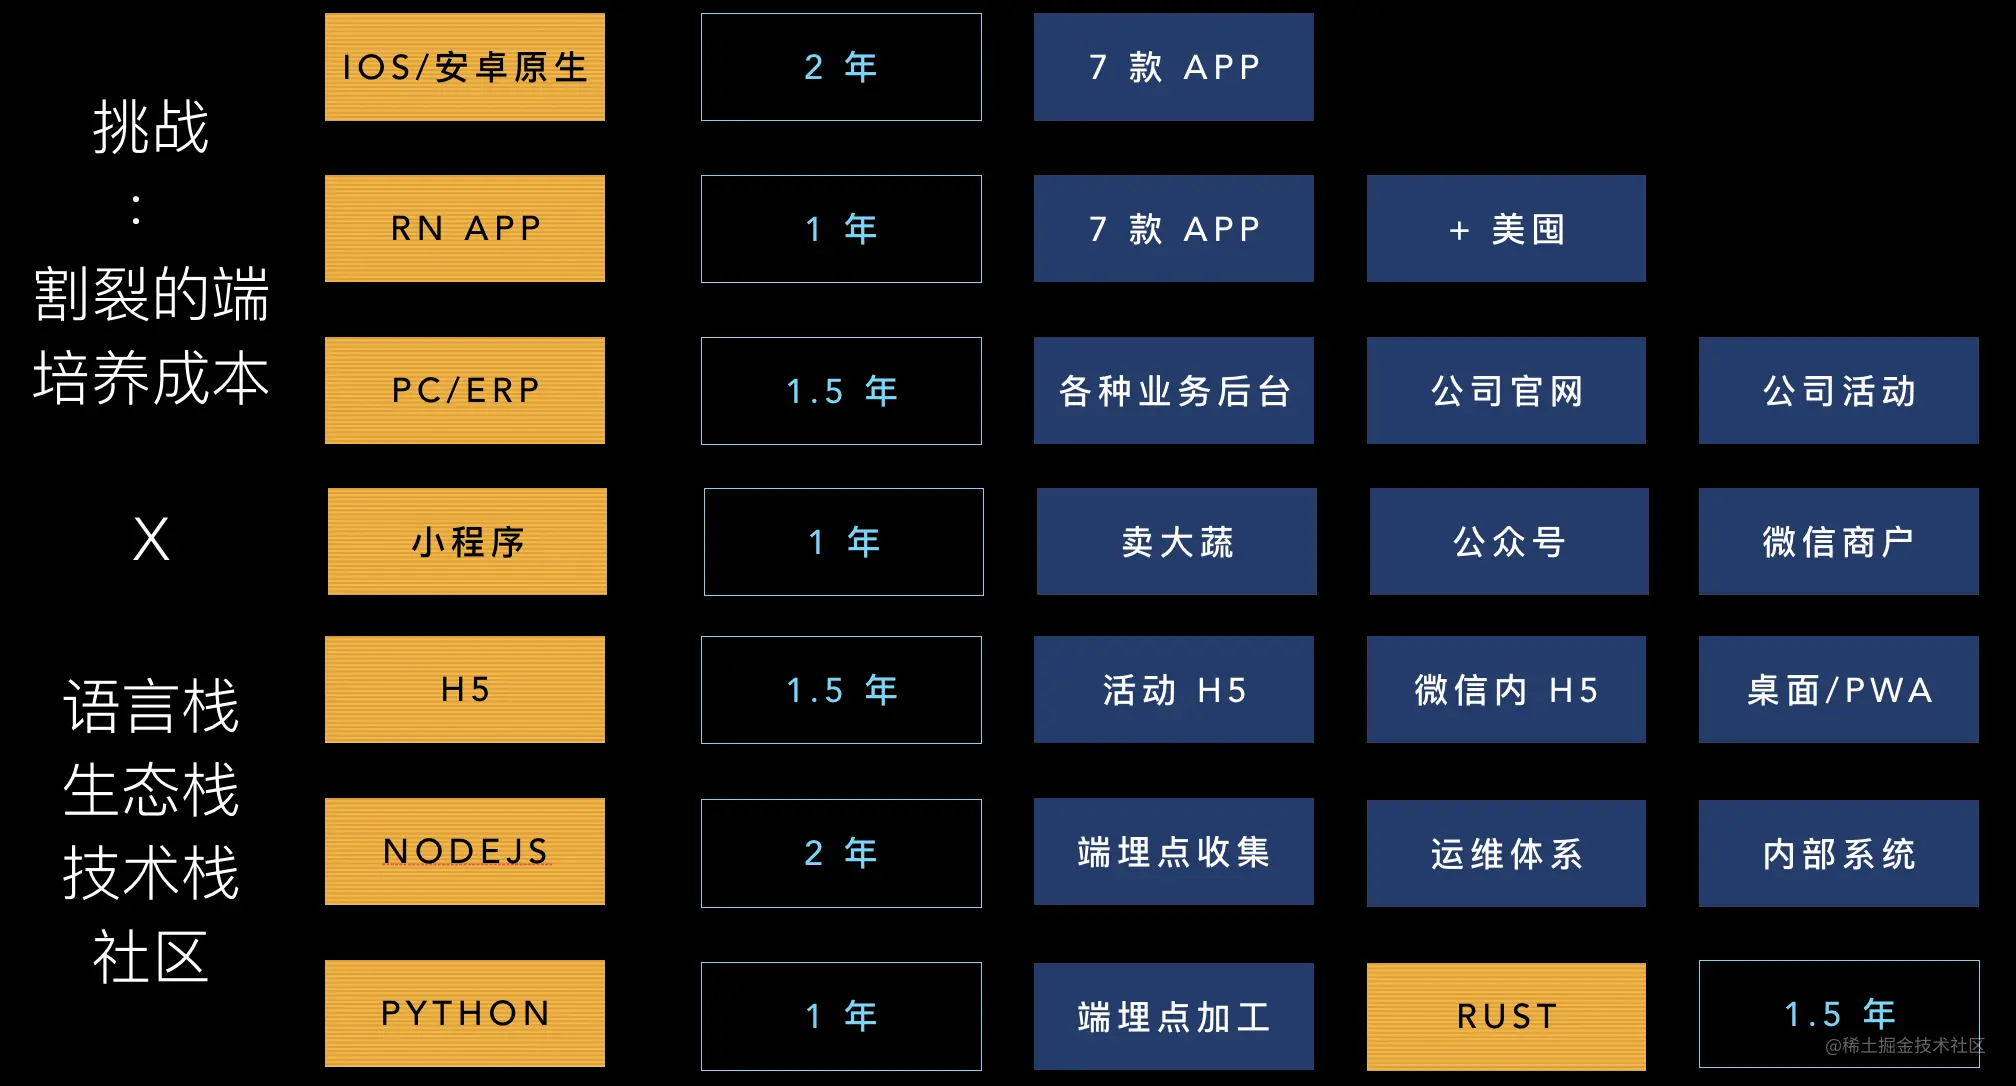 挑战
:
割裂的端
培养成本
X
语言栈
生态栈
技术栈
社区
IOS/安卓原生
2 年
7 款 APP
RN APP
1 年
7 款 APP
+ 美囤
PC/ERP
1.5 年
各种业务后台
公司官网
公司活动
小程序
1 年
卖大蔬
公众号
微信商户
H5
1.5 年
活动 H5
微信内 H5
桌面/PWA
NODEJS
2 年
端埋点收集
运维体系
内部系统
PYTHON
1 年
端埋点加工
RUST
1.5 年
@稀土掘金技术社区